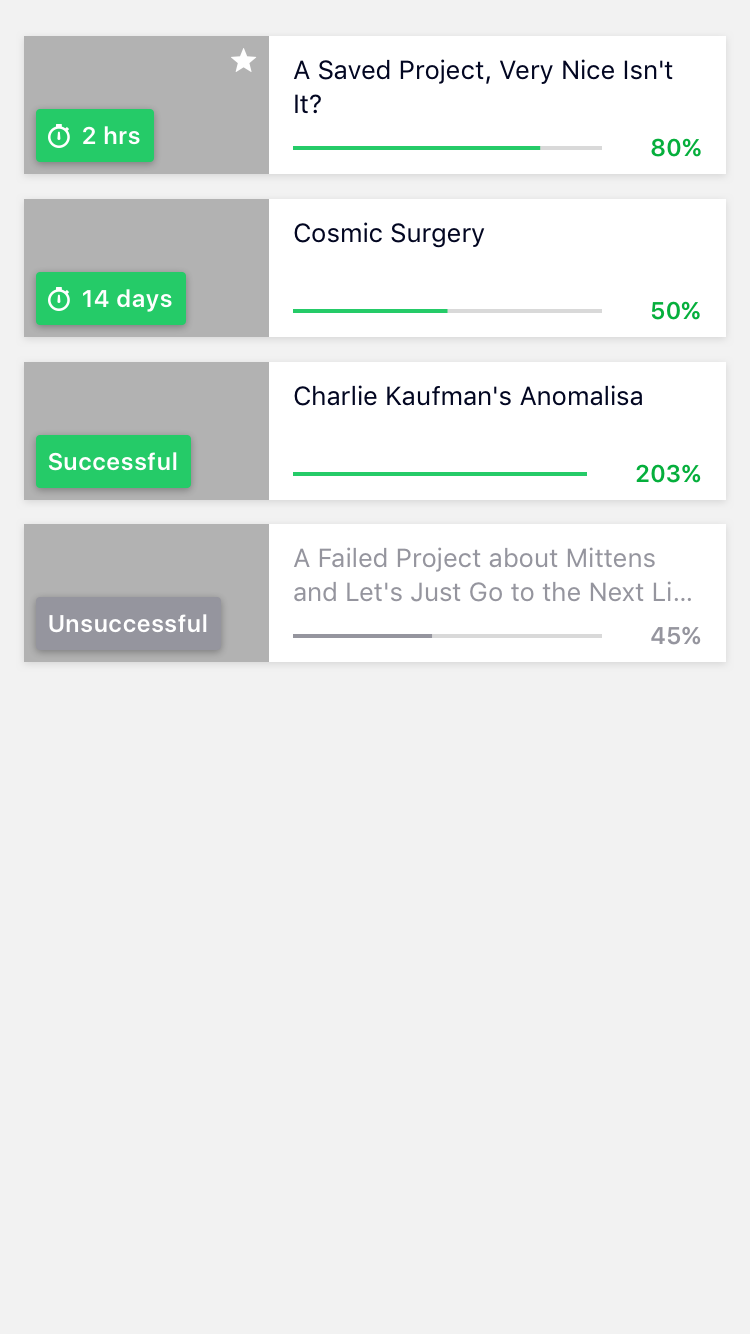 2 hrs
A Saved Project, Very Nice Isn't
It?
80%
14 days
Cosmic Surgery
50%
Successful
Charlie Kaufman's Anomalisa
203%
Unsuccessful
A Failed Project about Mittens
and Let's Just Go to the Next Li...
45%